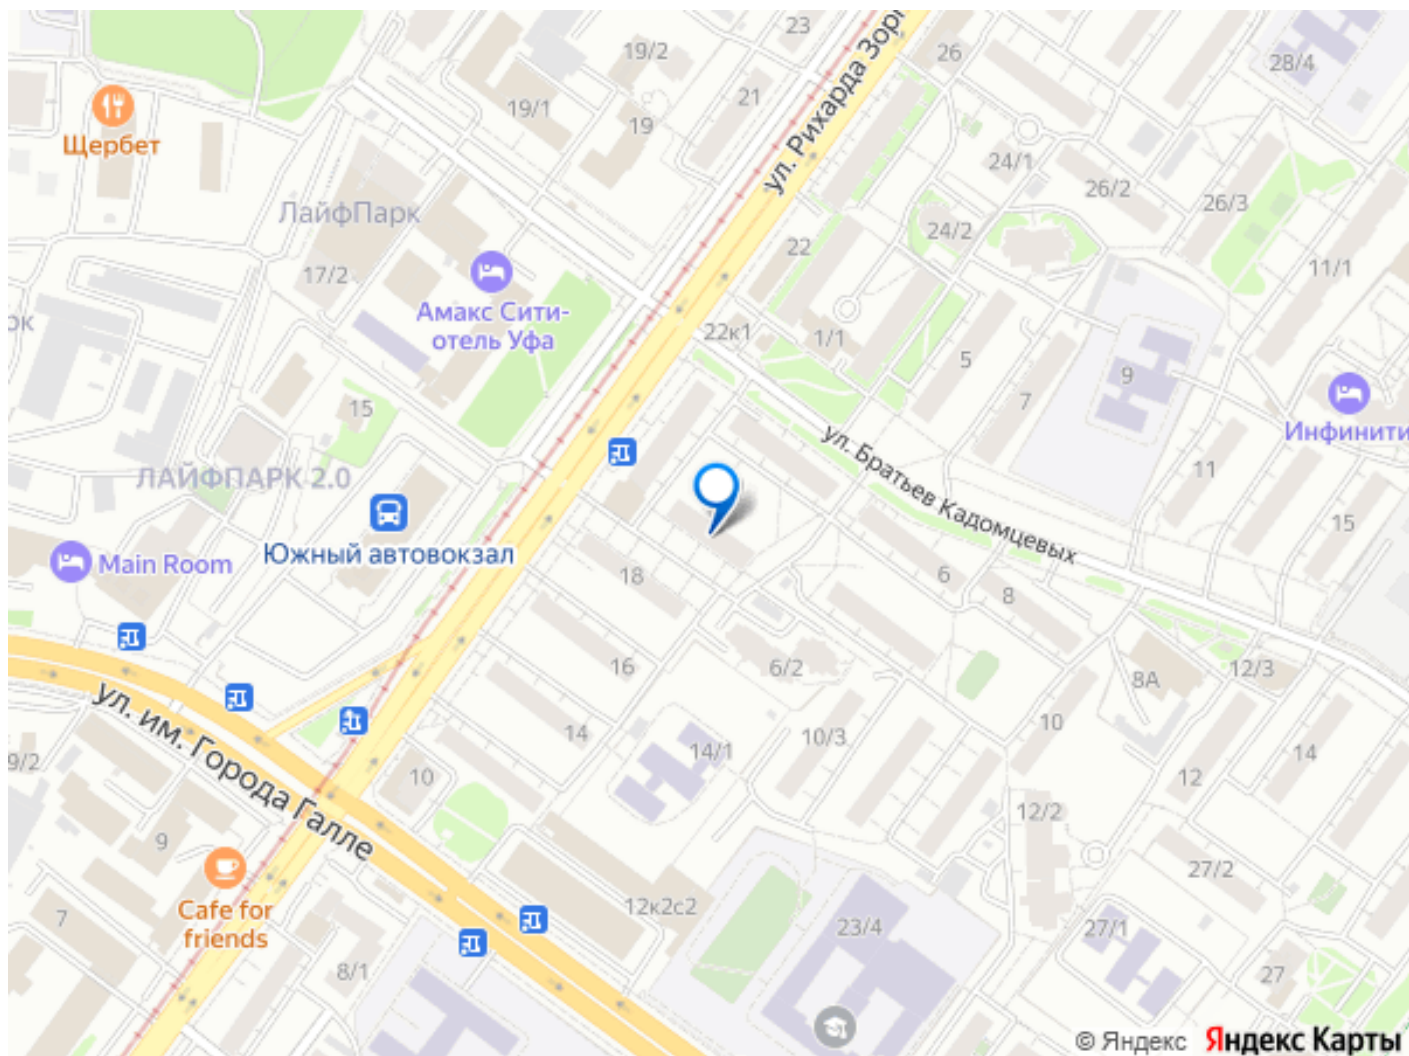 23
19/2
26
28/4
ул. Рихарда Зорг
21
19/1
19
Щербет
24/1
26/2
26/3
ЛайфПарк
24/2
22
17/2
11/1
Амакс Сити-
отель Уфа
ок
22к1
1/1
5
9
7
15
Инфинити
ул. Братьев Кадомцевых
11
ЛАЙФПАРК 2.0
15
Южный автовокзал
Main Room
18
6
8
16
6/2
8А
12/3
ул. им. Города Галле
14
14/1
10/3
10
14
9/2
10
12
12/2
9
27/2
Cafe for
friends
7
12к2с2
23/4
27/1
8/1
27
© Яндекс Яндекс Карты